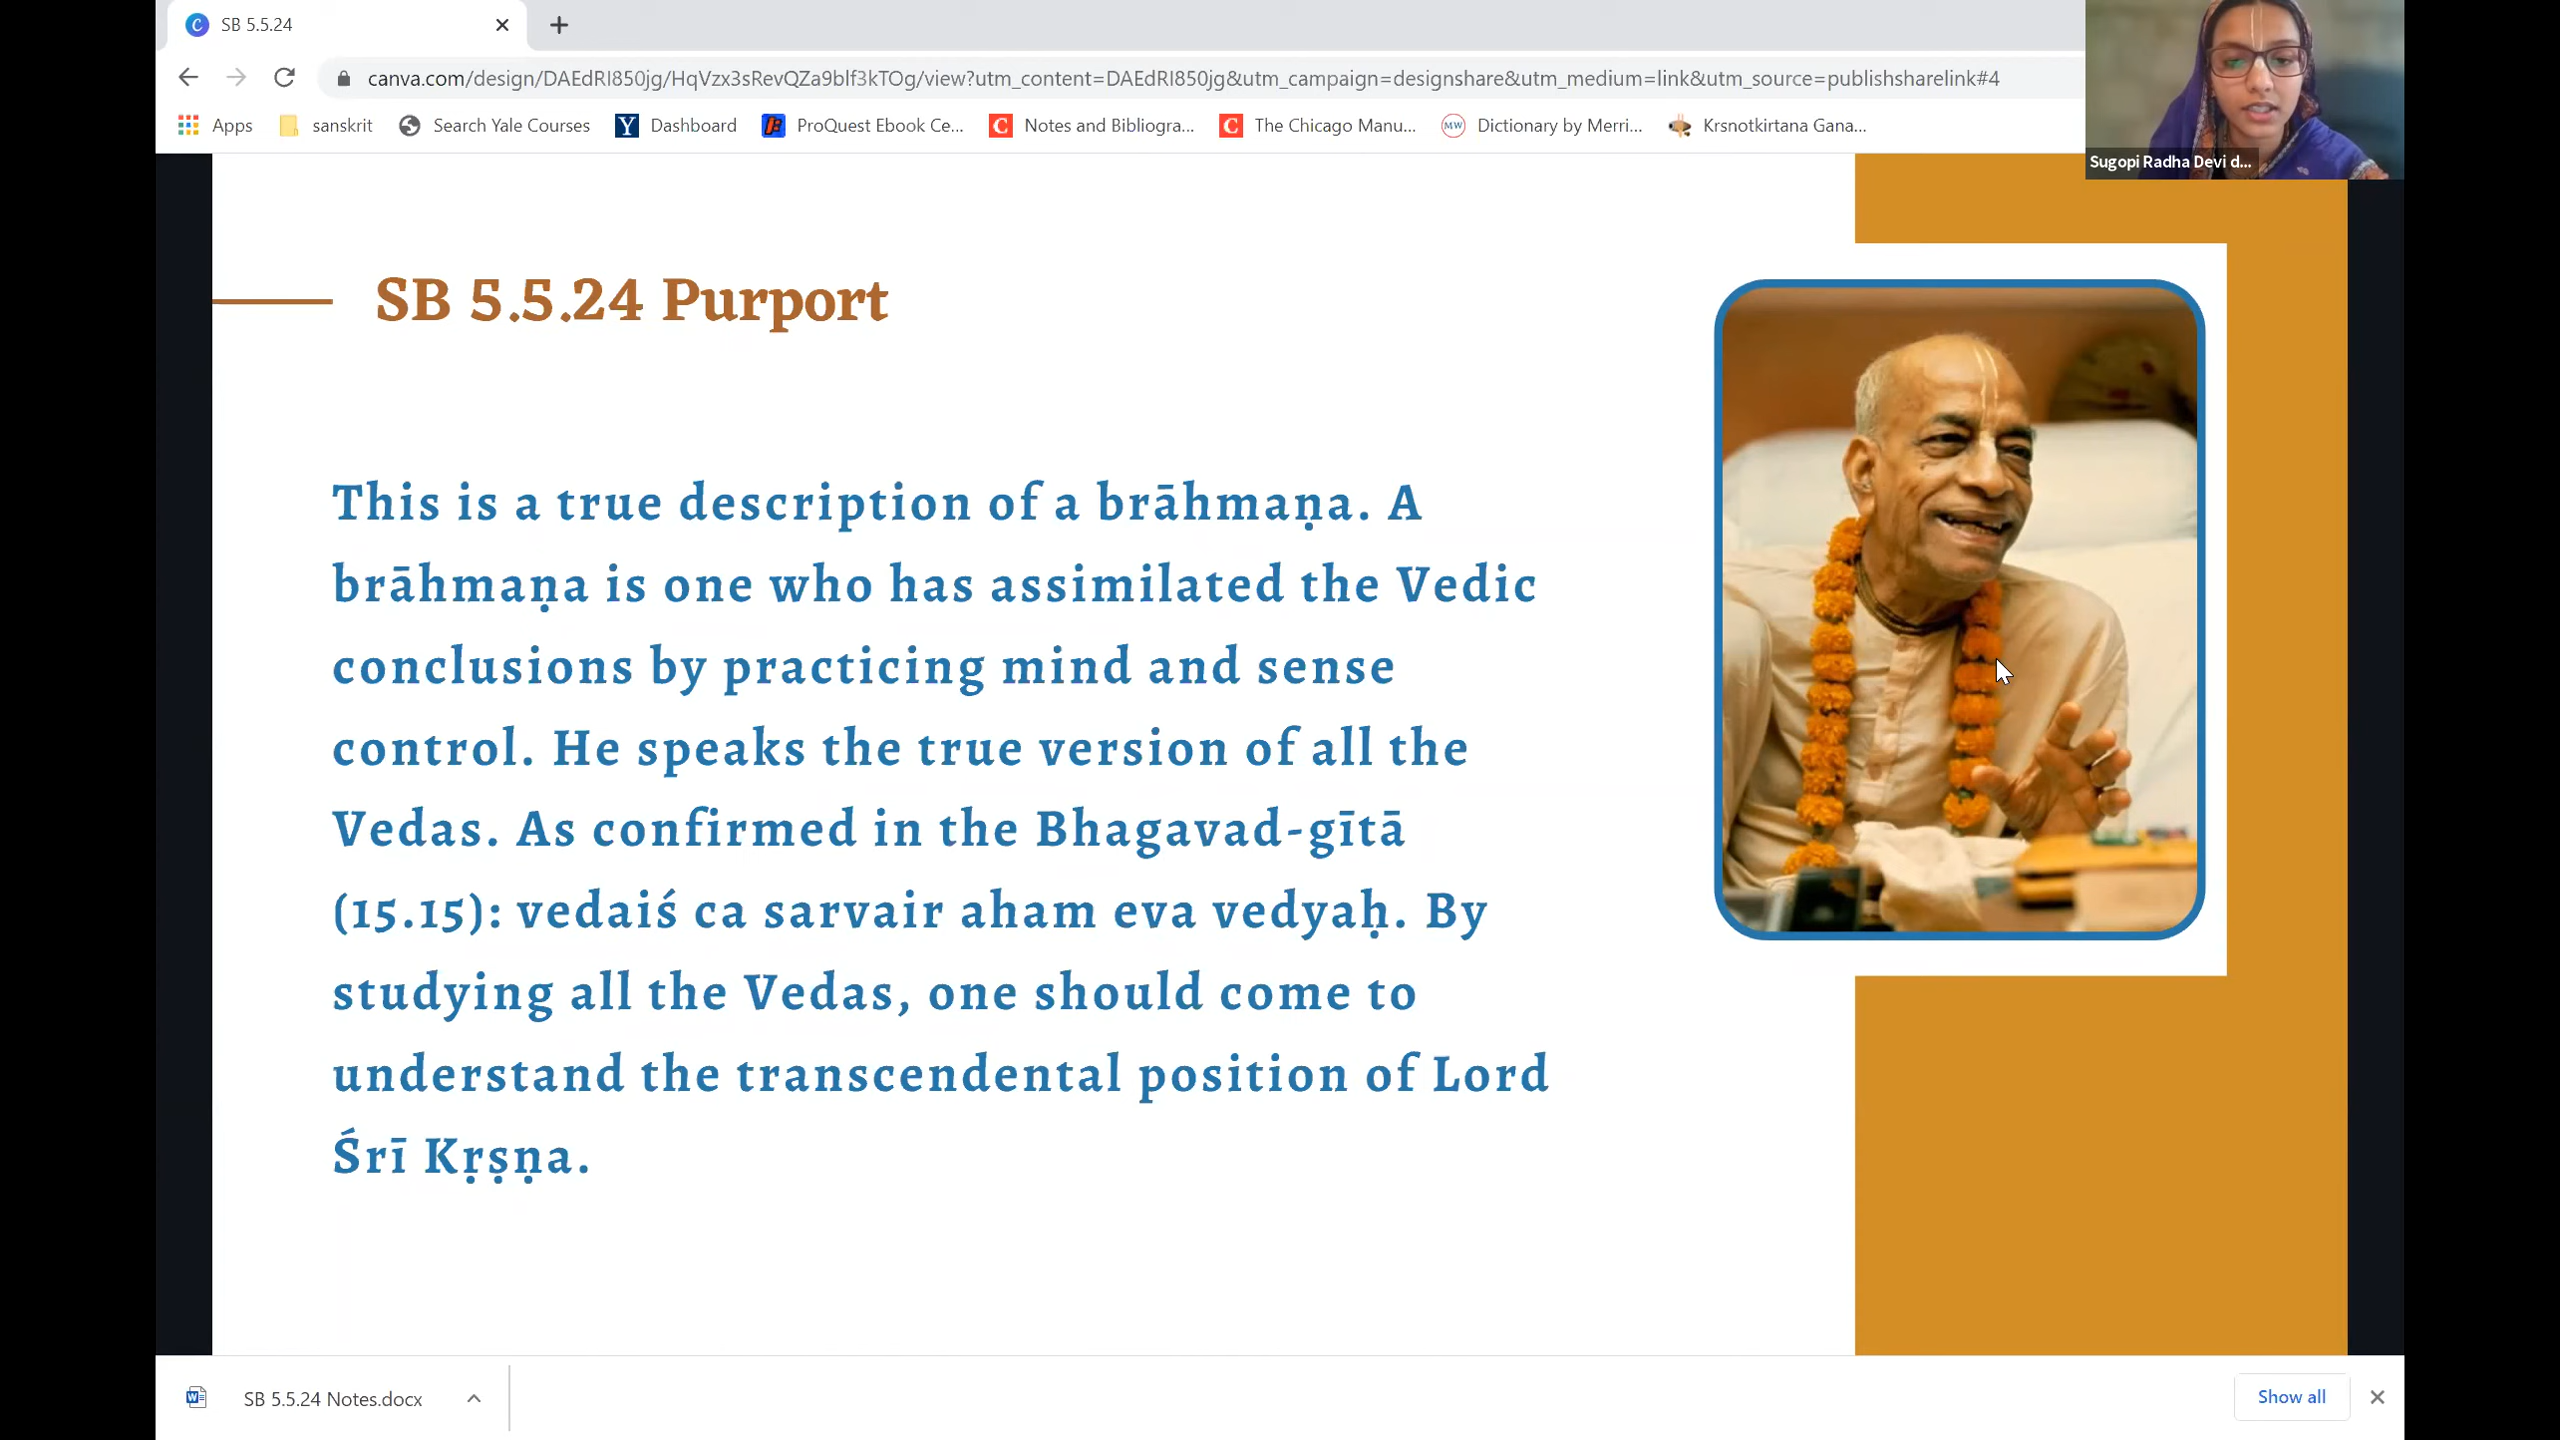 SB 5.5.24
canva.com/design/DAEdRI850jg/HqVzx3sRevQZa9blf3kTOg/view?utm_content=DAEdRI850jg&utm_campaign=designshare&utm_medium=link&utm_source=publishsharelink#4
Apps sanskrit Search Yale Courses Dashboard ProQuest Ebook Ce... Notes and Bibliogra... The Chicago Manu... Dictionary by Merri... Krsnotkirtana Gana...
Sugopi Radha Devi d...
SB 5.5.24 Purport
This is a true description of a brāhmaṇa. A
brāhmaṇa is one who has assimilated the Vedic
conclusions by practicing mind and sense
control. He speaks the true version of all the
Vedas. As confirmed in the Bhagavad-gītā
(15.15): vedaiś ca sarvair aham eva vedyaḥ. By
studying all the Vedas, one should come to
understand the transcendental position of Lord
Śrī Kṛṣṇa.
SB 5.5.24 Notes.docx
Show all